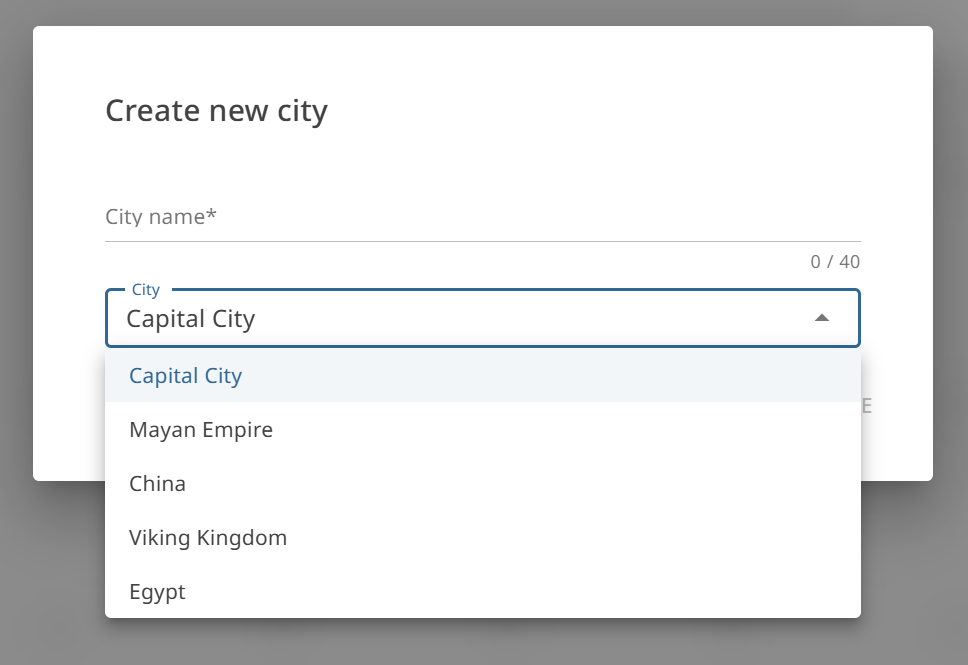 Create new city
City name*
0 / 40
City
Capital City
Capital City
E
Mayan Empire
China
Viking Kingdom
Egypt